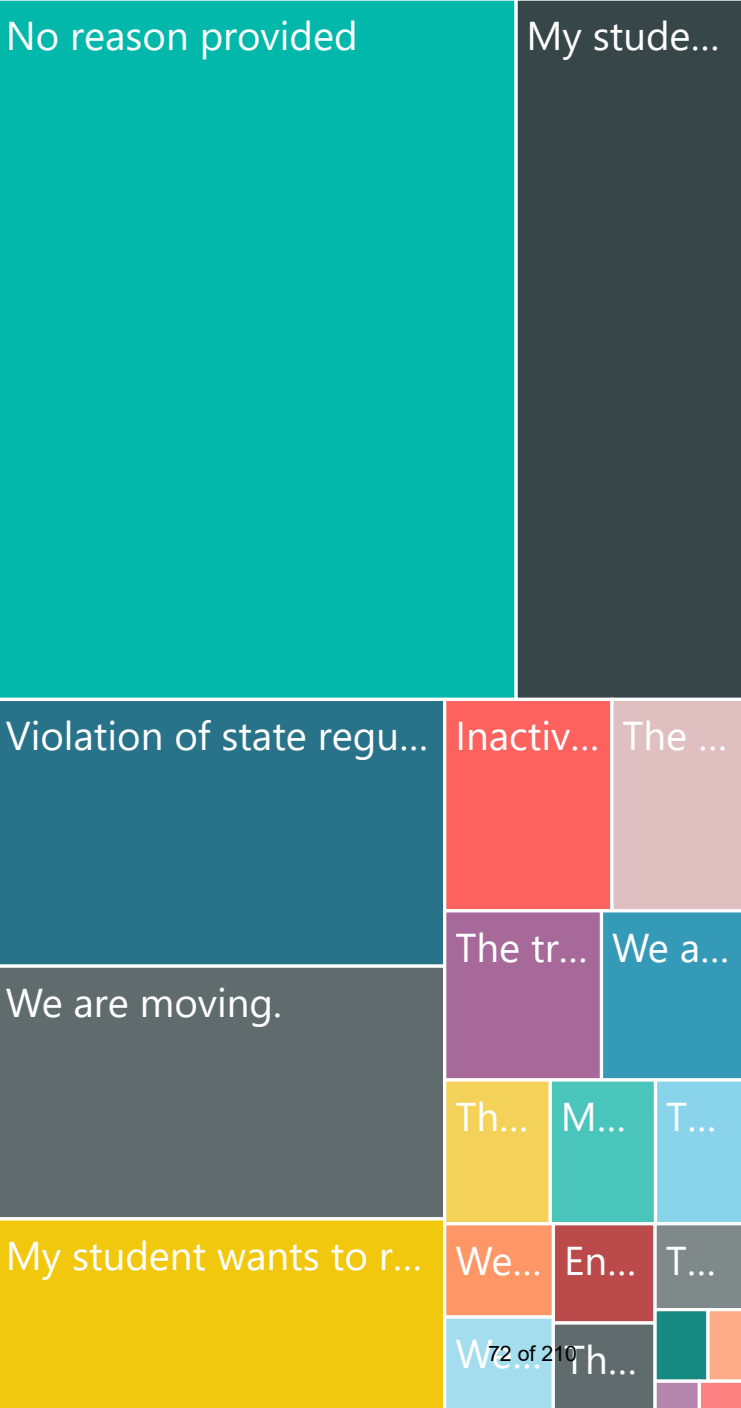 No reason provided
My stude...
Violation of state regu...
Inactiv...
The ...
The tr...
We a...
We are moving.
Th...
M...
T...
My student wants to r...
We...
En...
T...
We...
72 of 210
Th...